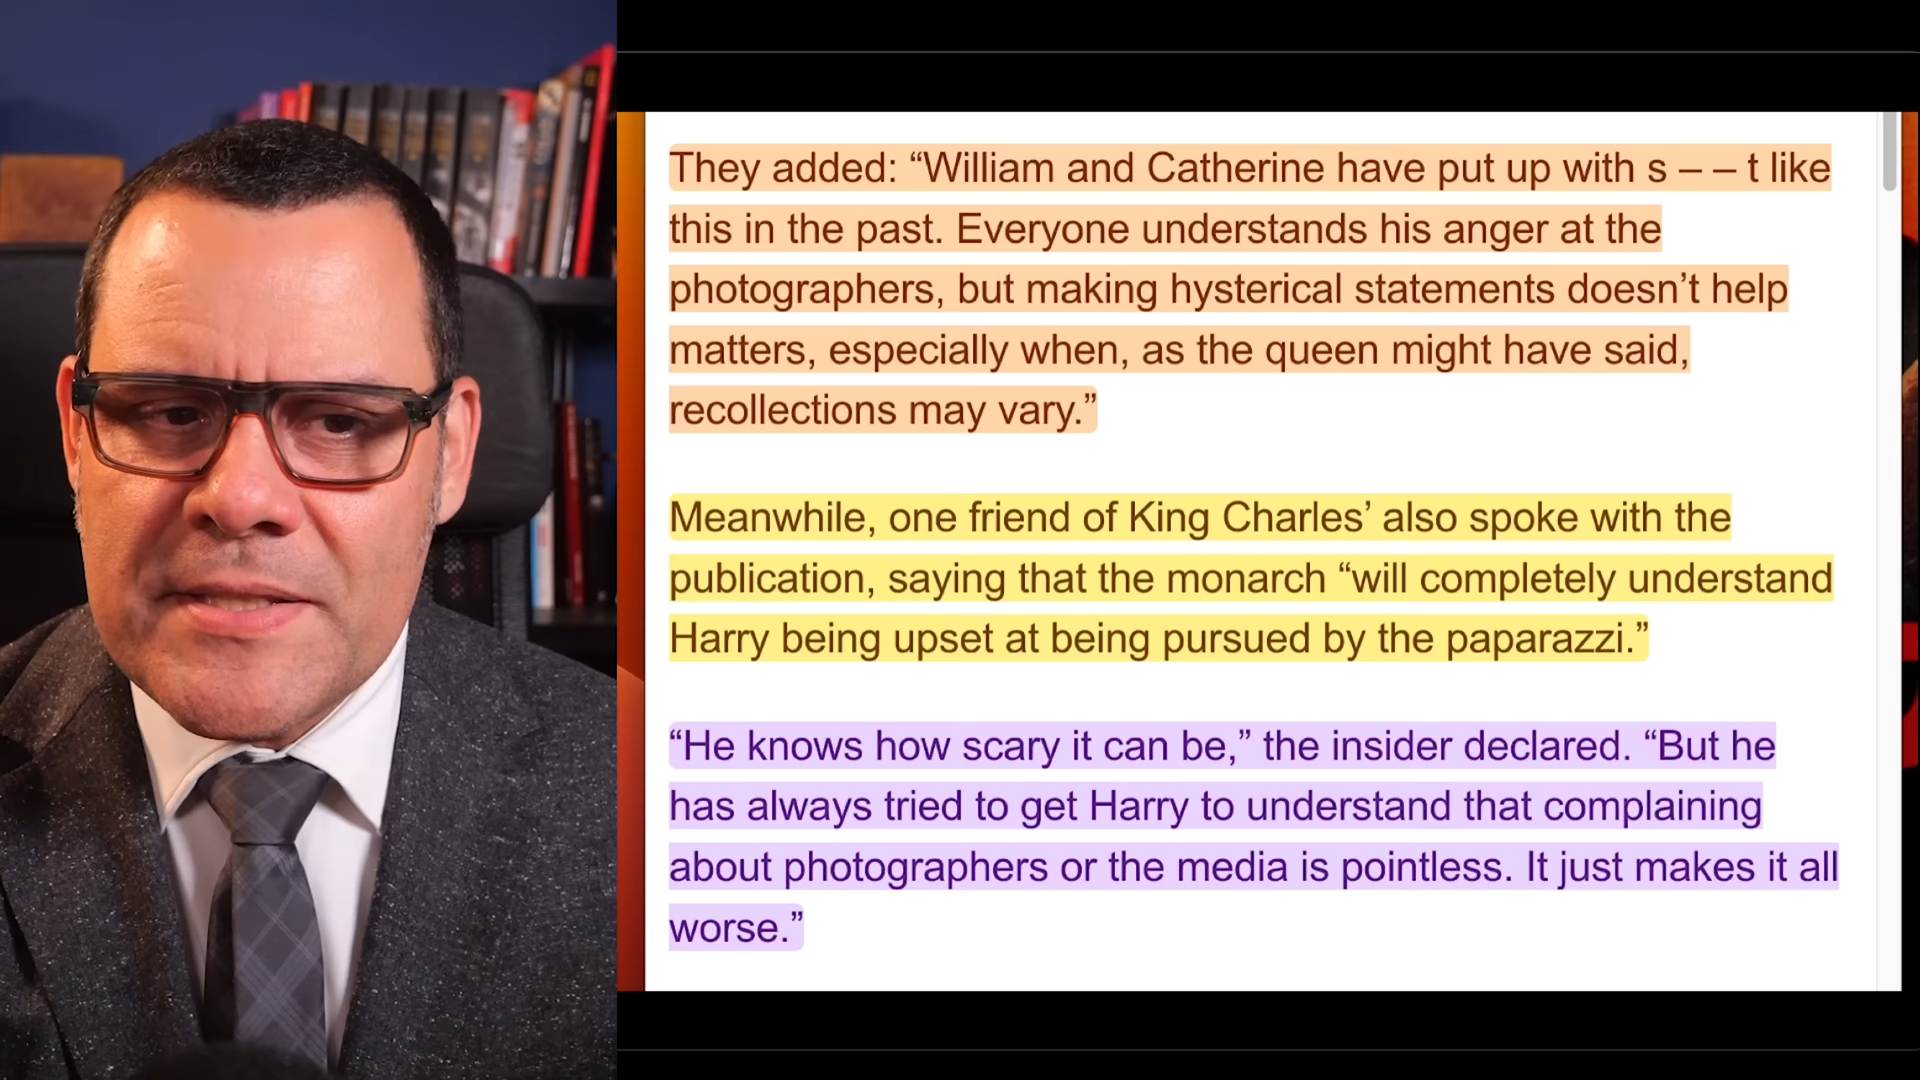 They added: “William and Catherine have put up with s – – t like
this in the past. Everyone understands his anger at the
photographers, but making hysterical statements doesn’t help
matters, especially when, as the queen might have said,
recollections may vary.”
Meanwhile, one friend of King Charles’ also spoke with the
publication, saying that the monarch “will completely understand
Harry being upset at being pursued by the paparazzi.”
“He knows how scary it can be,” the insider declared. “But he
has always tried to get Harry to understand that complaining
about photographers or the media is pointless. It just makes it all
worse.”